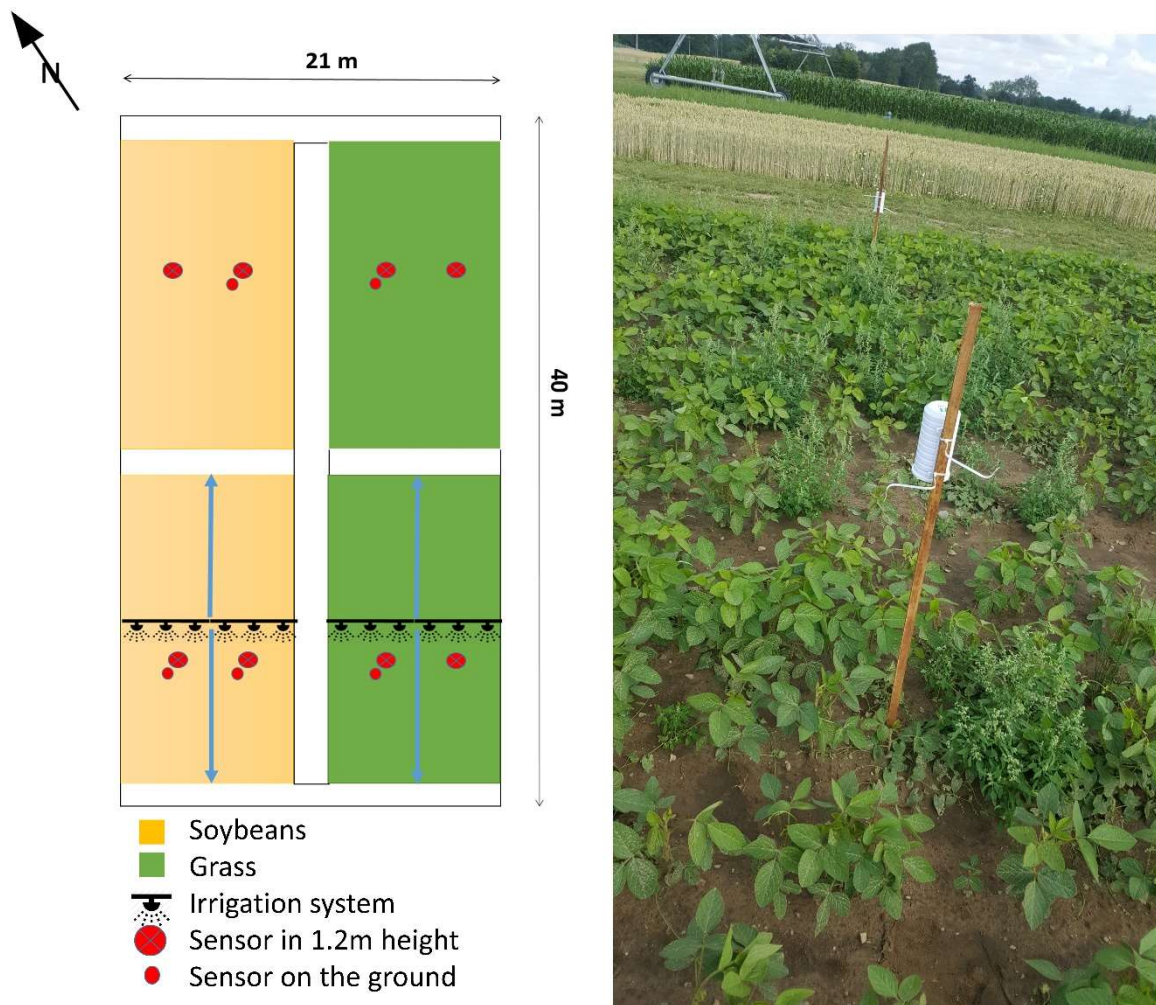 N
21 m
40 m
Soybeans
Grass
Irrigation system
Sensor in 1.2m height
Sensor on the ground